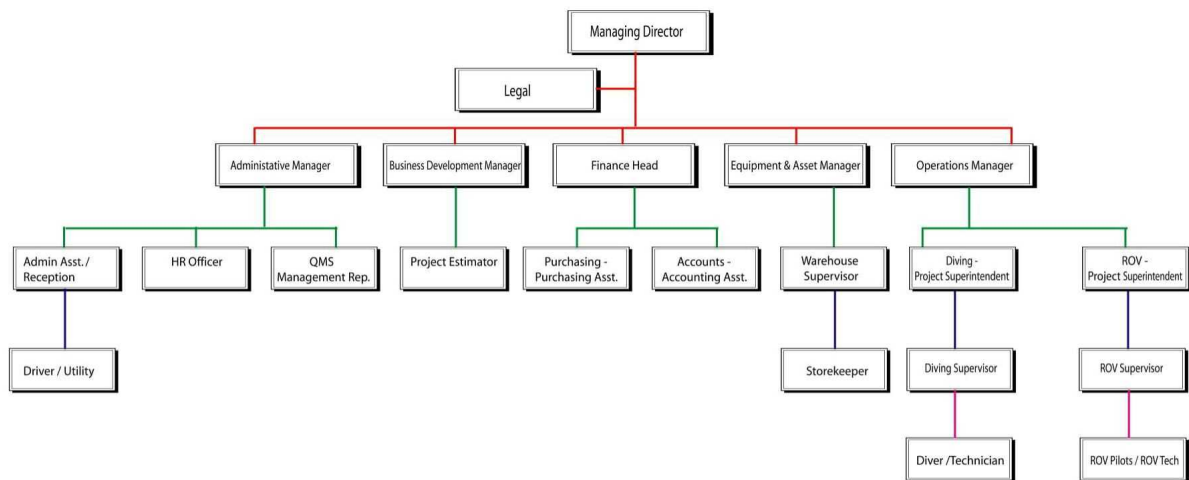 Managing Director
Legal
Administative Manager
Business Development Manager
Finance Head
Equipment & Asset Manager
Operations Manager
Admin Asst. /
Reception
HR Officer
QMS
Management Rep.
Project Estimator
Purchasing -
Purchasing Asst.
Accounts -
Accounting Asst.
Warehouse
Supervisor
Diving -
Project Superintendent
ROV -
Project Superintendent
Driver / Utility
Storekeeper
Diving Supervisor
ROV Supervisor
Diver /Technician
ROV Pilots / ROV Tech